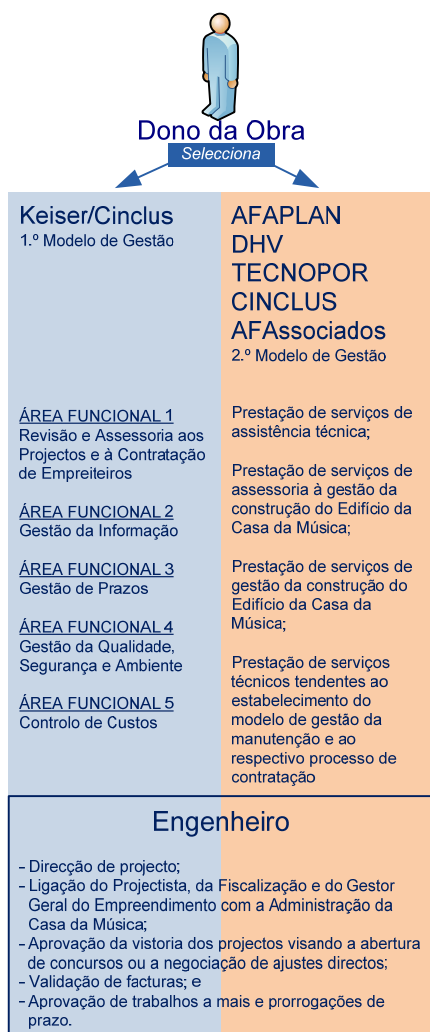 Dono da Obra
Selecciona
Keiser/Cinclus
1.º Modelo de Gestão
ÁREA FUNCIONAL 1
Revisão e Assessoria aos
Projectos e à Contratação
de Empreiteiros
ÁREA FUNCIONAL 2
Gestão da Informação
ÁREA FUNCIONAL 3
Gestão de Prazos
ÁREA FUNCIONAL 4
Gestão da Qualidade,
Segurança e Ambiente
ÁREA FUNCIONAL 5
Controlo de Custos
AFAPLAN
DHV
TECNOPOR
CINCLUS
AFAssociados
2.º Modelo de Gestão
Prestação de serviços de
assistência técnica;
Prestação de serviços de
assessoria à gestão da
construção do Edifício da
Casa da Música;
Prestação de serviços de
gestão da construção do
Edifício da Casa da
Música;
Prestação de serviços
técnicos tendentes ao
estabelecimento do
modelo de gestão da
manutenção e ao
respectivo processo de
contratação
Engenheiro
– Direcção de projecto;
– Ligação do Projectista, da Fiscalização e do Gestor
Geral do Empreendimento com a Administração da
Casa da Música;
– Aprovação da vistoria dos projectos visando a abertura
de concursos ou a negociação de ajustes directos;
– Validação de facturas; e
– Aprovação de trabalhos a mais e prorrogações de
prazo.